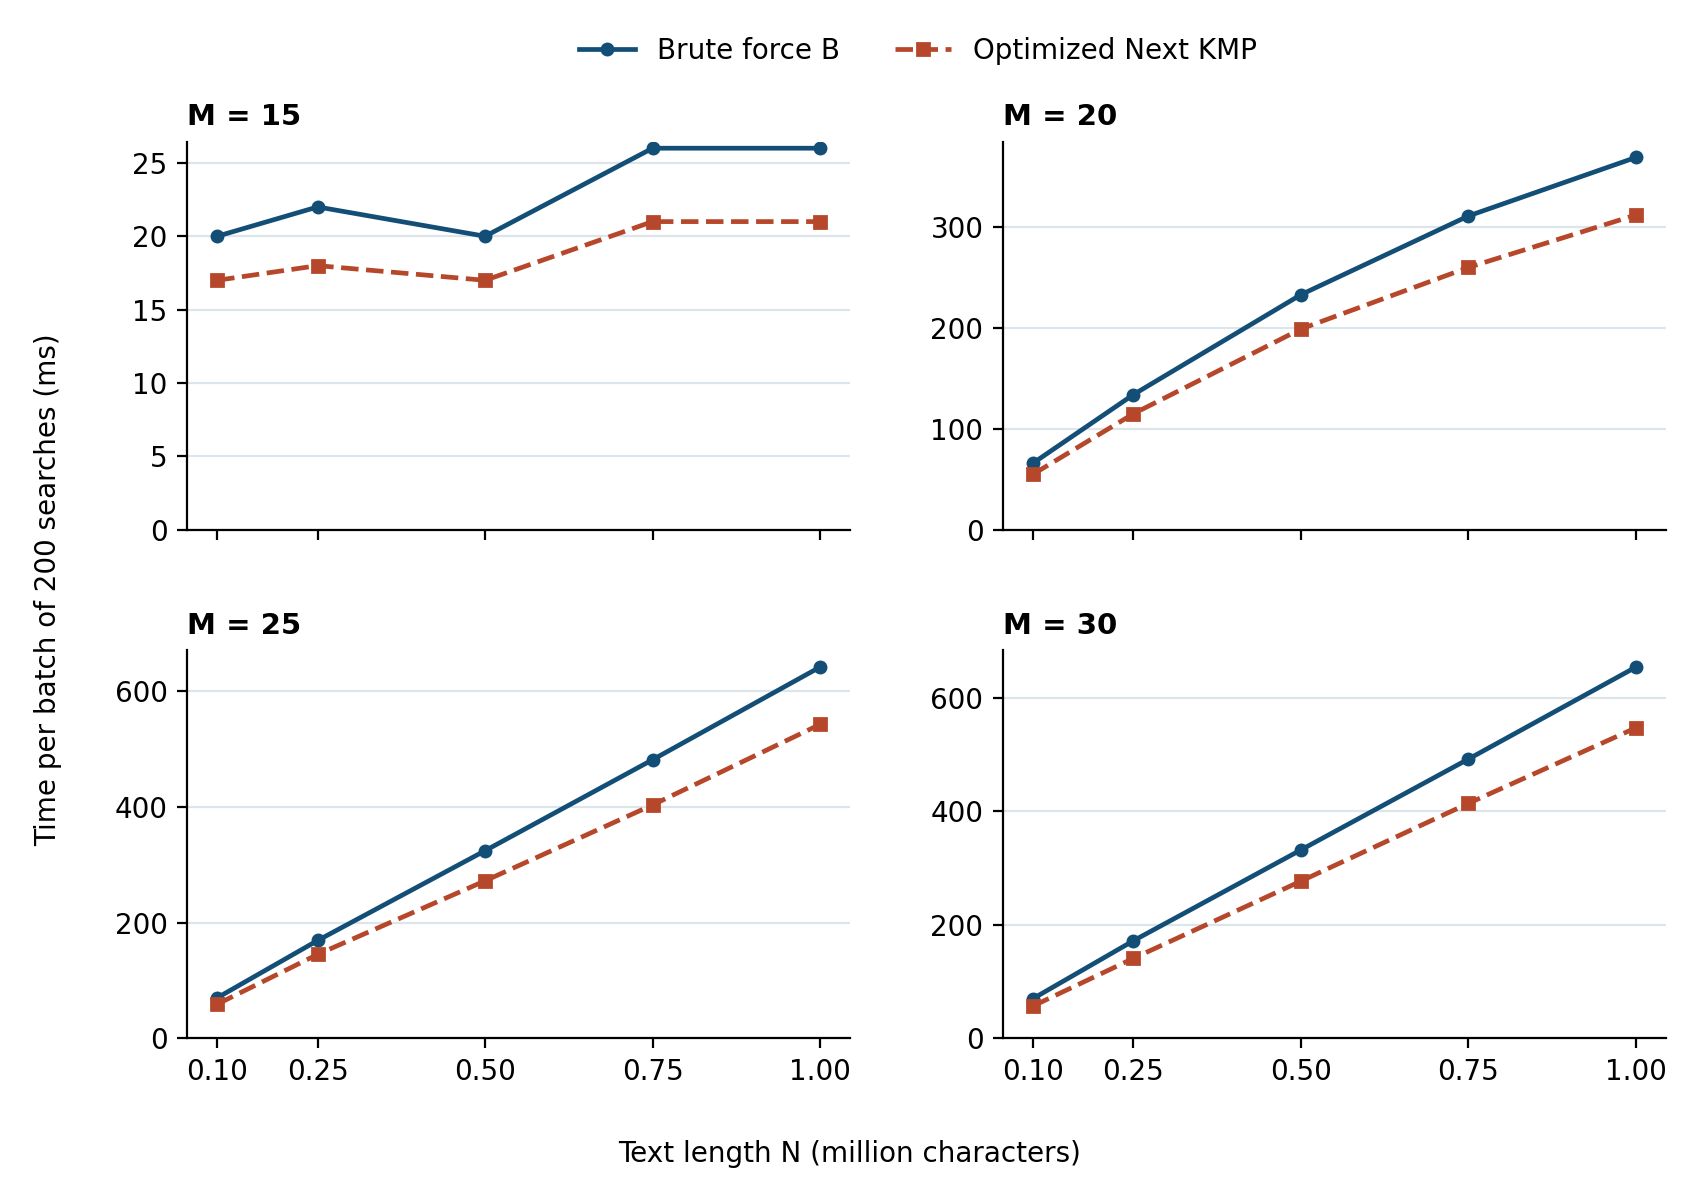 Brute force B
Optimized Next KMP
M = 15
25
20
15
10
5
0
M = 20
300
200
100
0
Time per batch of 200 searches (ms)
M = 25
600
400
200
0
0.10 0.25 0.50 0.75 1.00
M = 30
600
400
200
0
0.10 0.25 0.50 0.75 1.00
Text length N (million characters)